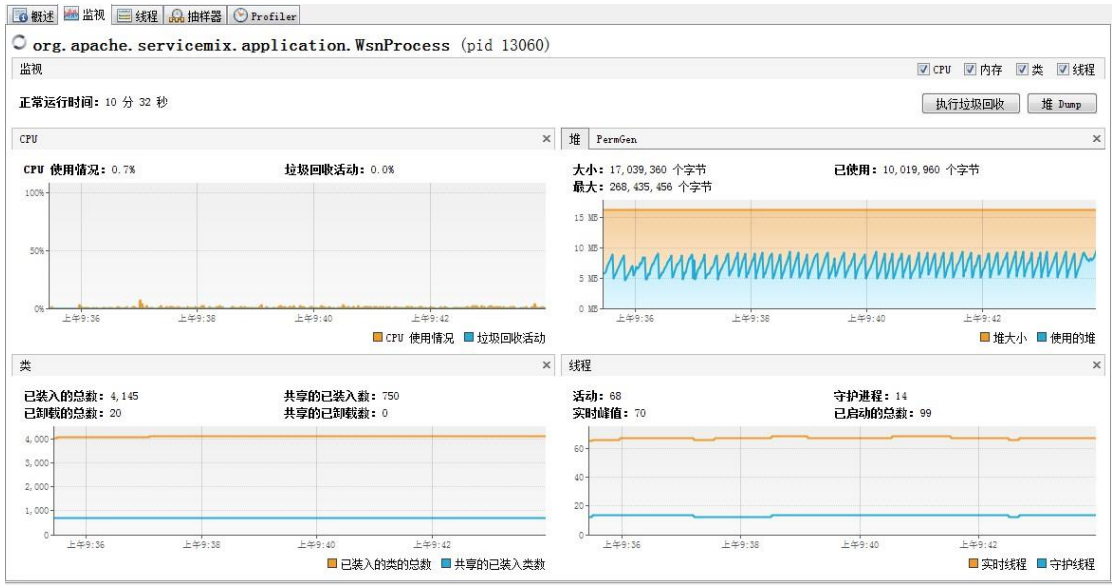 概述 监视 线程 抽样器 Profiler
org.apache.servicemix.application.WsnProcess (pid 13060)
监视 CPU 内存 类 线程
正常运行时间: 10 分 32 秒 执行垃圾回收 堆 Dump
CPU ×
CPU 使用情况: 0.7% 垃圾回收活动: 0.0%
100%
50%
0%
上午9:36 上午9:38 上午9:40 上午9:42
CPU 使用情况 垃圾回收活动
堆 PermGen ×
大小: 17,039,360 个字节 已使用: 10,019,960 个字节
最大: 268,435,456 个字节
15 MB
10 MB
5 MB
0 MB
上午9:36 上午9:38 上午9:40 上午9:42
堆大小 使用的堆
类 ×
已装入的总数: 4,145 共享的已装入数: 750
已卸载的总数: 20 共享的已卸载数: 0
4,000
3,000
2,000
1,000
0
上午9:36 上午9:38 上午9:40 上午9:42
已装入的类的总数 共享的已装入类数
线程 ×
活动: 68 守护进程: 14
实时峰值: 70 已启动的总数: 99
60
40
20
0
上午9:36 上午9:38 上午9:40 上午9:42
实时线程 守护线程